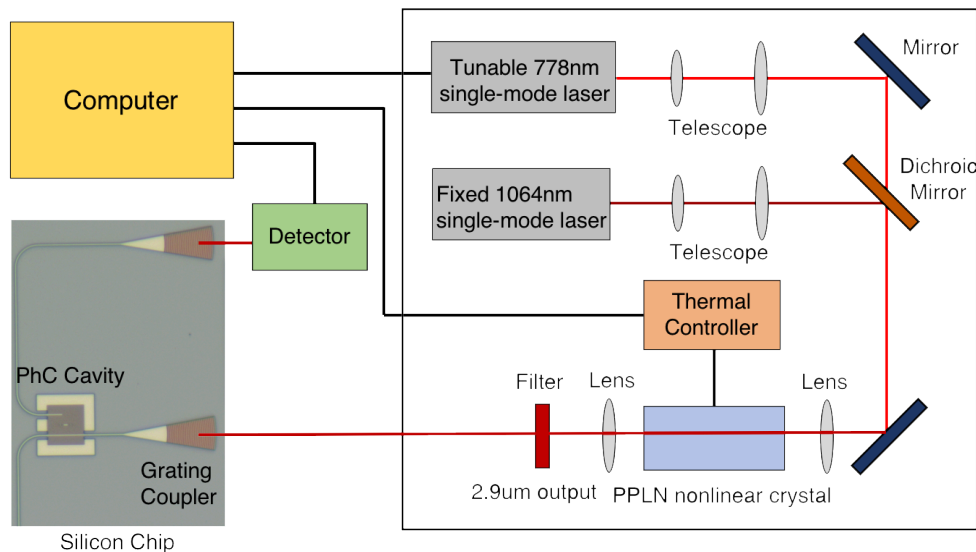 Computer
Tunable 778nm
single-mode laser
Telescope
Mirror
Fixed 1064nm
single-mode laser
Telescope
Dichroic
Mirror
Detector
Thermal
Controller
PhC Cavity
Grating
Coupler
Filter
Lens
Lens
2.9um output
PPLN nonlinear crystal
Silicon Chip